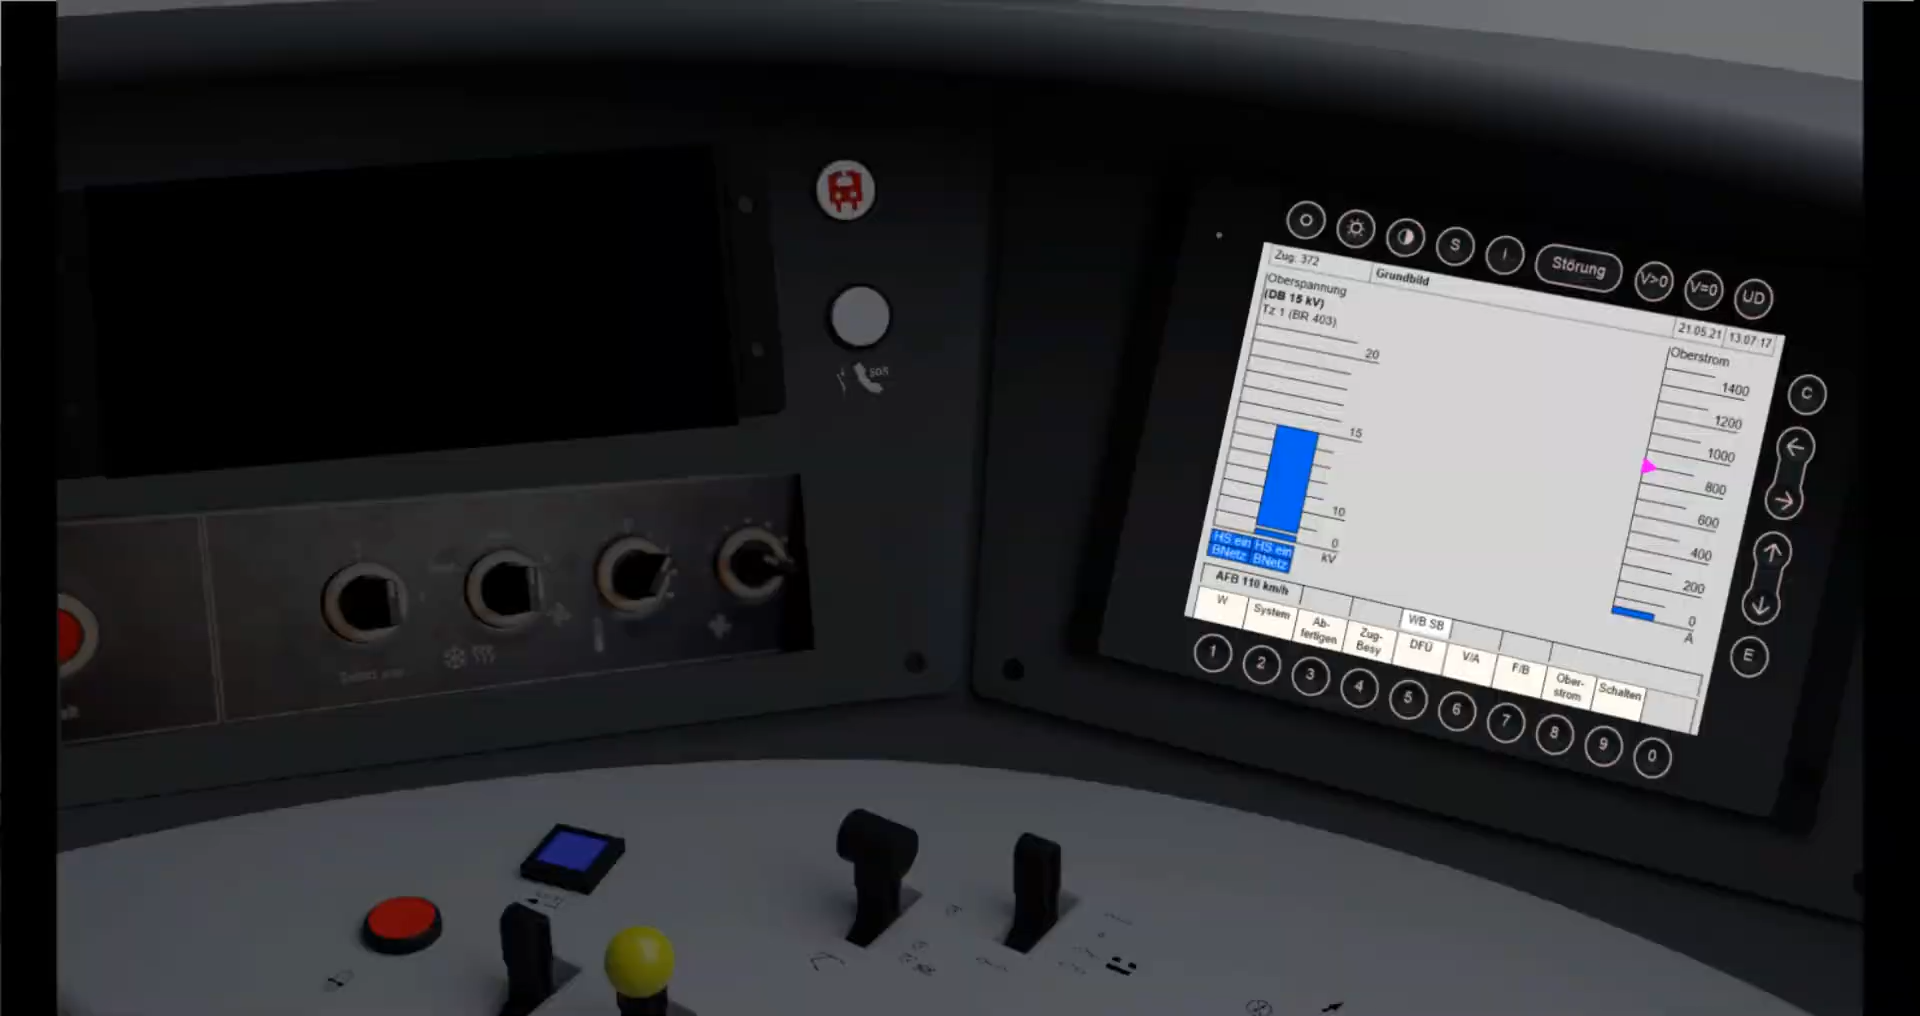 SOS
S
I
Störung
V>0
V=0
UD
Zug: 372
Grundbild
21.05.21
13:07:17
Oberspannung
(DB 15 kV)
Tz 1 (BR 403)
20
15
10
0
kV
HS ein
BNetz
HS ein
BNetz
Oberstrom
1400
1200
1000
800
600
400
200
0
A
AFB 110 km/h
WB SB
W
System
Ab-
fertigen
Zug-
Besy
DFÜ
V/A
F/B
Ober-
strom
Schalten
C
E
1
2
3
4
5
6
7
8
9
0